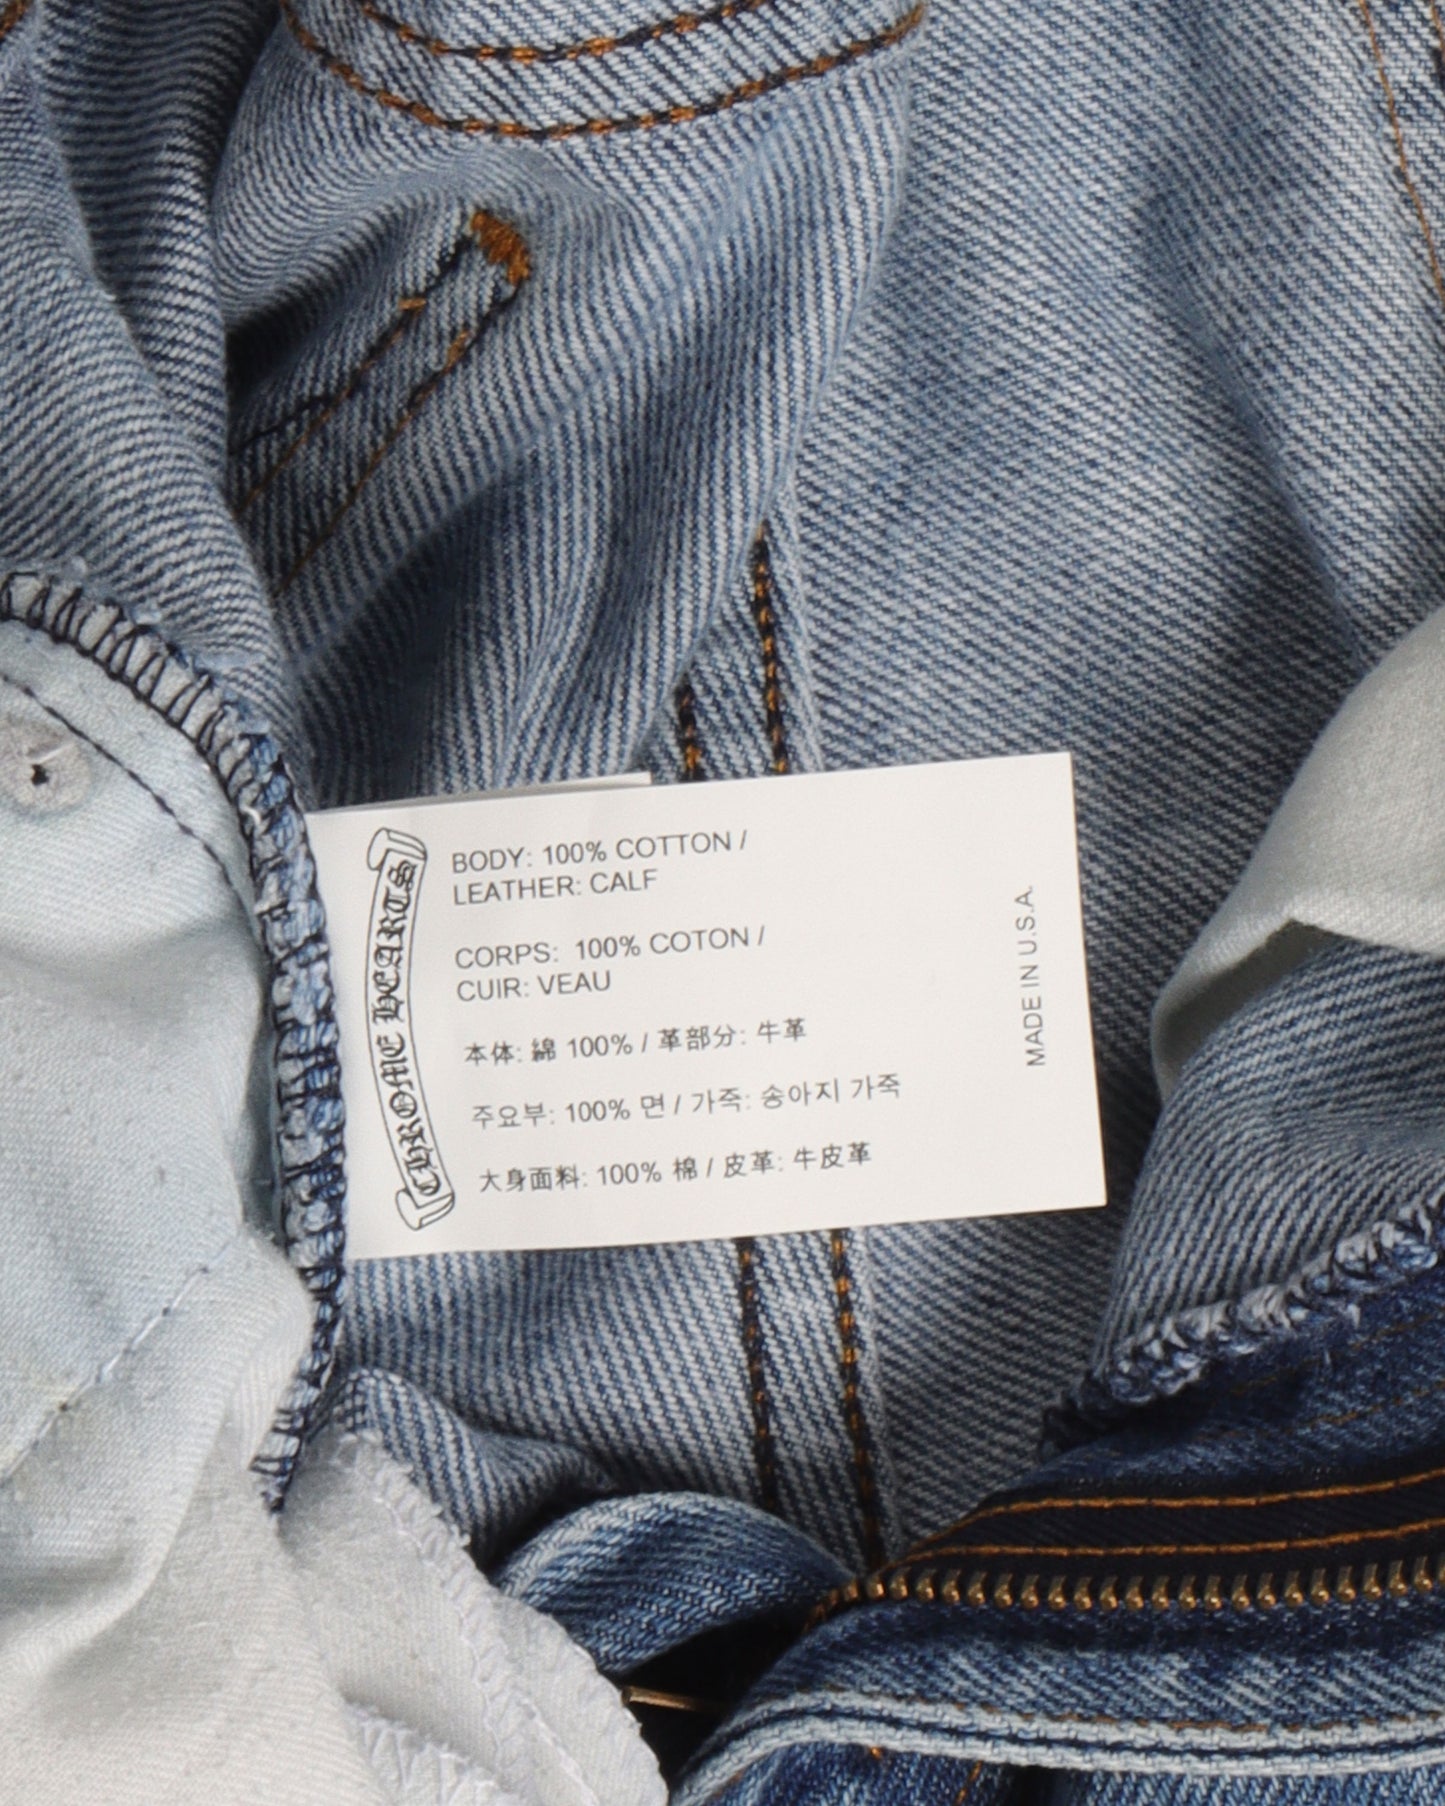 CHROME HEARTS
BODY: 100% COTTON /
LEATHER: CALF
CORPS: 100% COTON /
CUIR: VEAU
本体: 綿 100% / 革部分: 牛革
주요부: 100% 면 / 가죽: 송아지 가죽
大身面料: 100% 棉 / 皮革: 牛皮革
MADE IN U.S.A.